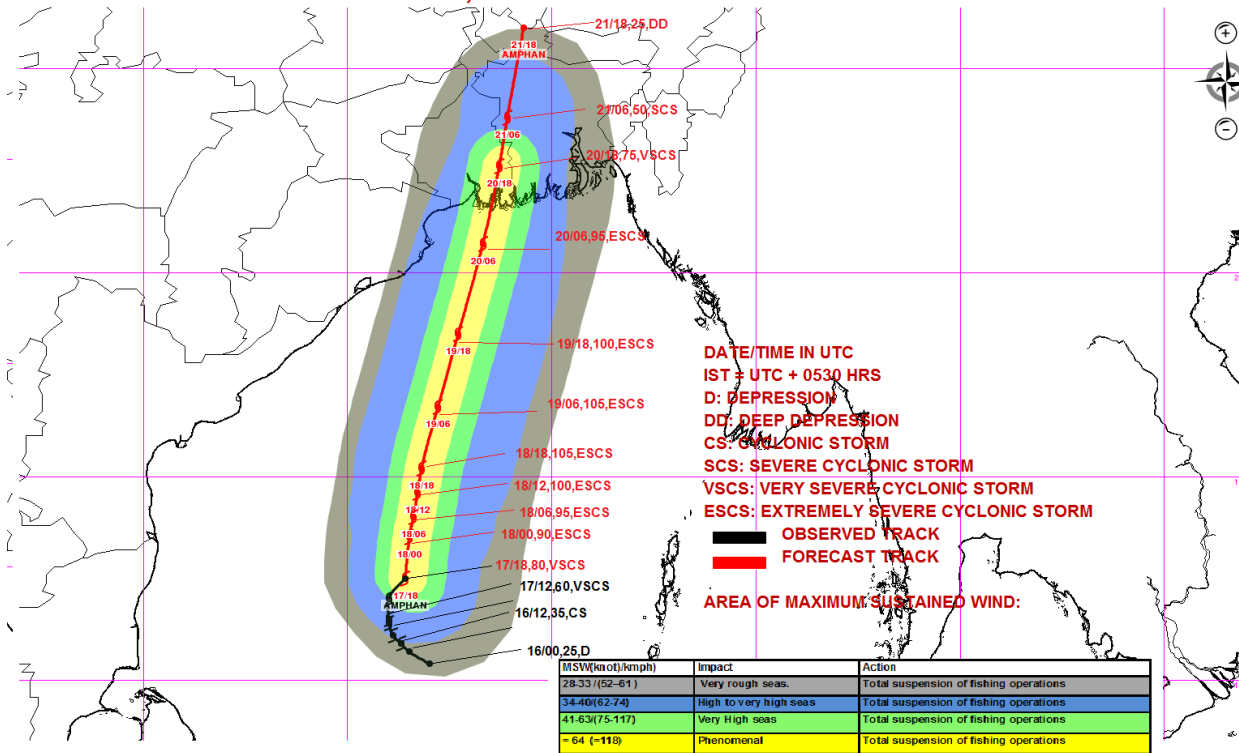 21/18,25,DD
21/18
AMPHAN
21/06,50,SCS
21/06
20/18,75,VSCS
20/18
20/06,95,ESCS
20/06
19/18,100,ESCS
19/18
19/06,105,ESCS
19/06
18/18,105,ESCS
18/18
18/12,100,ESCS
18/12
18/06,95,ESCS
18/06
18/00,90,ESCS
18/00
17/18,80,VSCS
17/18
AMPHAN
17/12,60,VSCS
16/12,35,CS
16/00,25,D
DATE/TIME IN UTC
IST = UTC + 0530 HRS
D: DEPRESSION
DD: DEEP DEPRESSION
CS: CYCLONIC STORM
SCS: SEVERE CYCLONIC STORM
VSCS: VERY SEVERE CYCLONIC STORM
ESCS: EXTREMELY SEVERE CYCLONIC STORM
OBSERVED TRACK
FORECAST TRACK
AREA OF MAXIMUM SUSTAINED WIND:
MSW(knot)/kmph) Impact Action
28-33 /(52–61 ) Very rough seas. Total suspension of fishing operations
34-40/(62-74) High to very high seas Total suspension of fishing operations
41-63/(75-117) Very High seas Total suspension of fishing operations
= 64 (=118) Phenomenal Total suspension of fishing operations